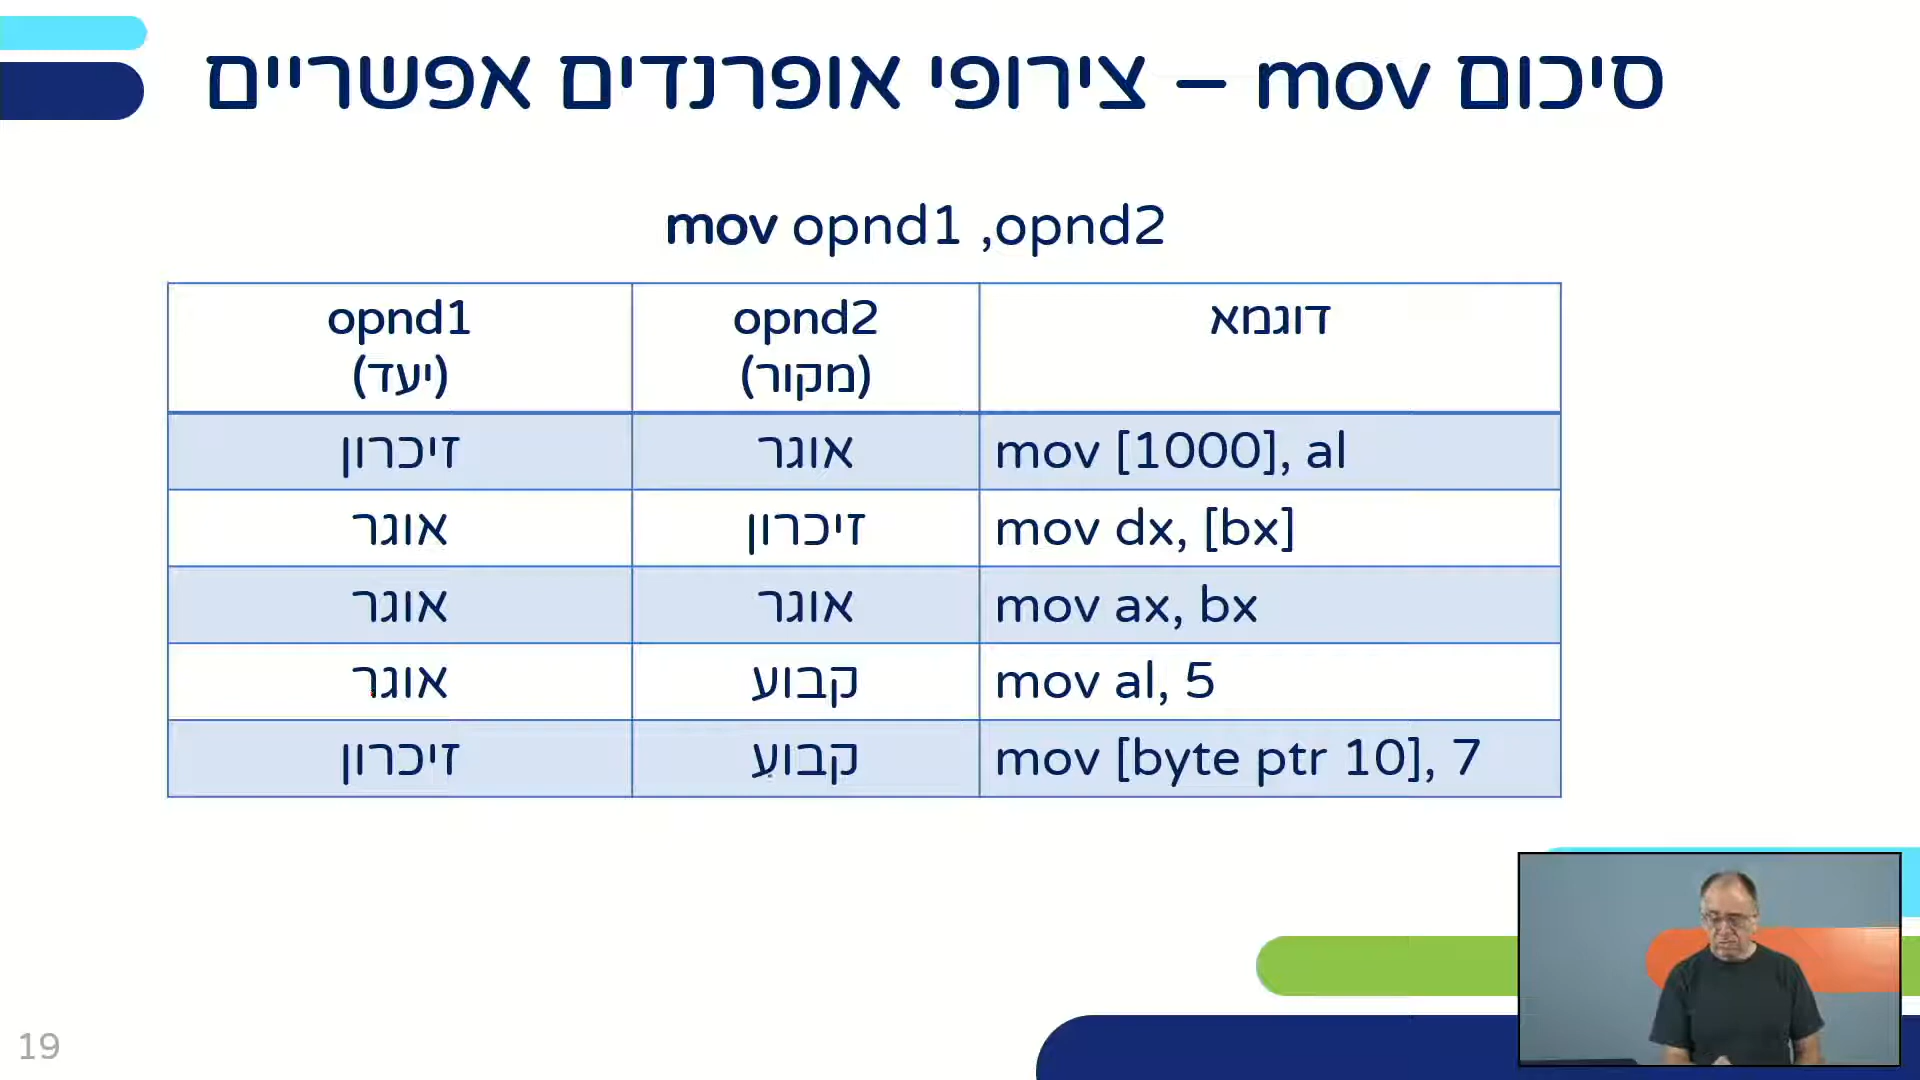 סיכום mov – צירופי אופרנדים אפשריים
mov opnd1 ,opnd2
opnd1 (יעד) opnd2 (מקור) דוגמא
זיכרון אוגר mov [1000], al
אוגר זיכרון mov dx, [bx]
אוגר אוגר mov ax, bx
אוגר קבוע mov al, 5
זיכרון קבוע mov [byte ptr 10], 7
19